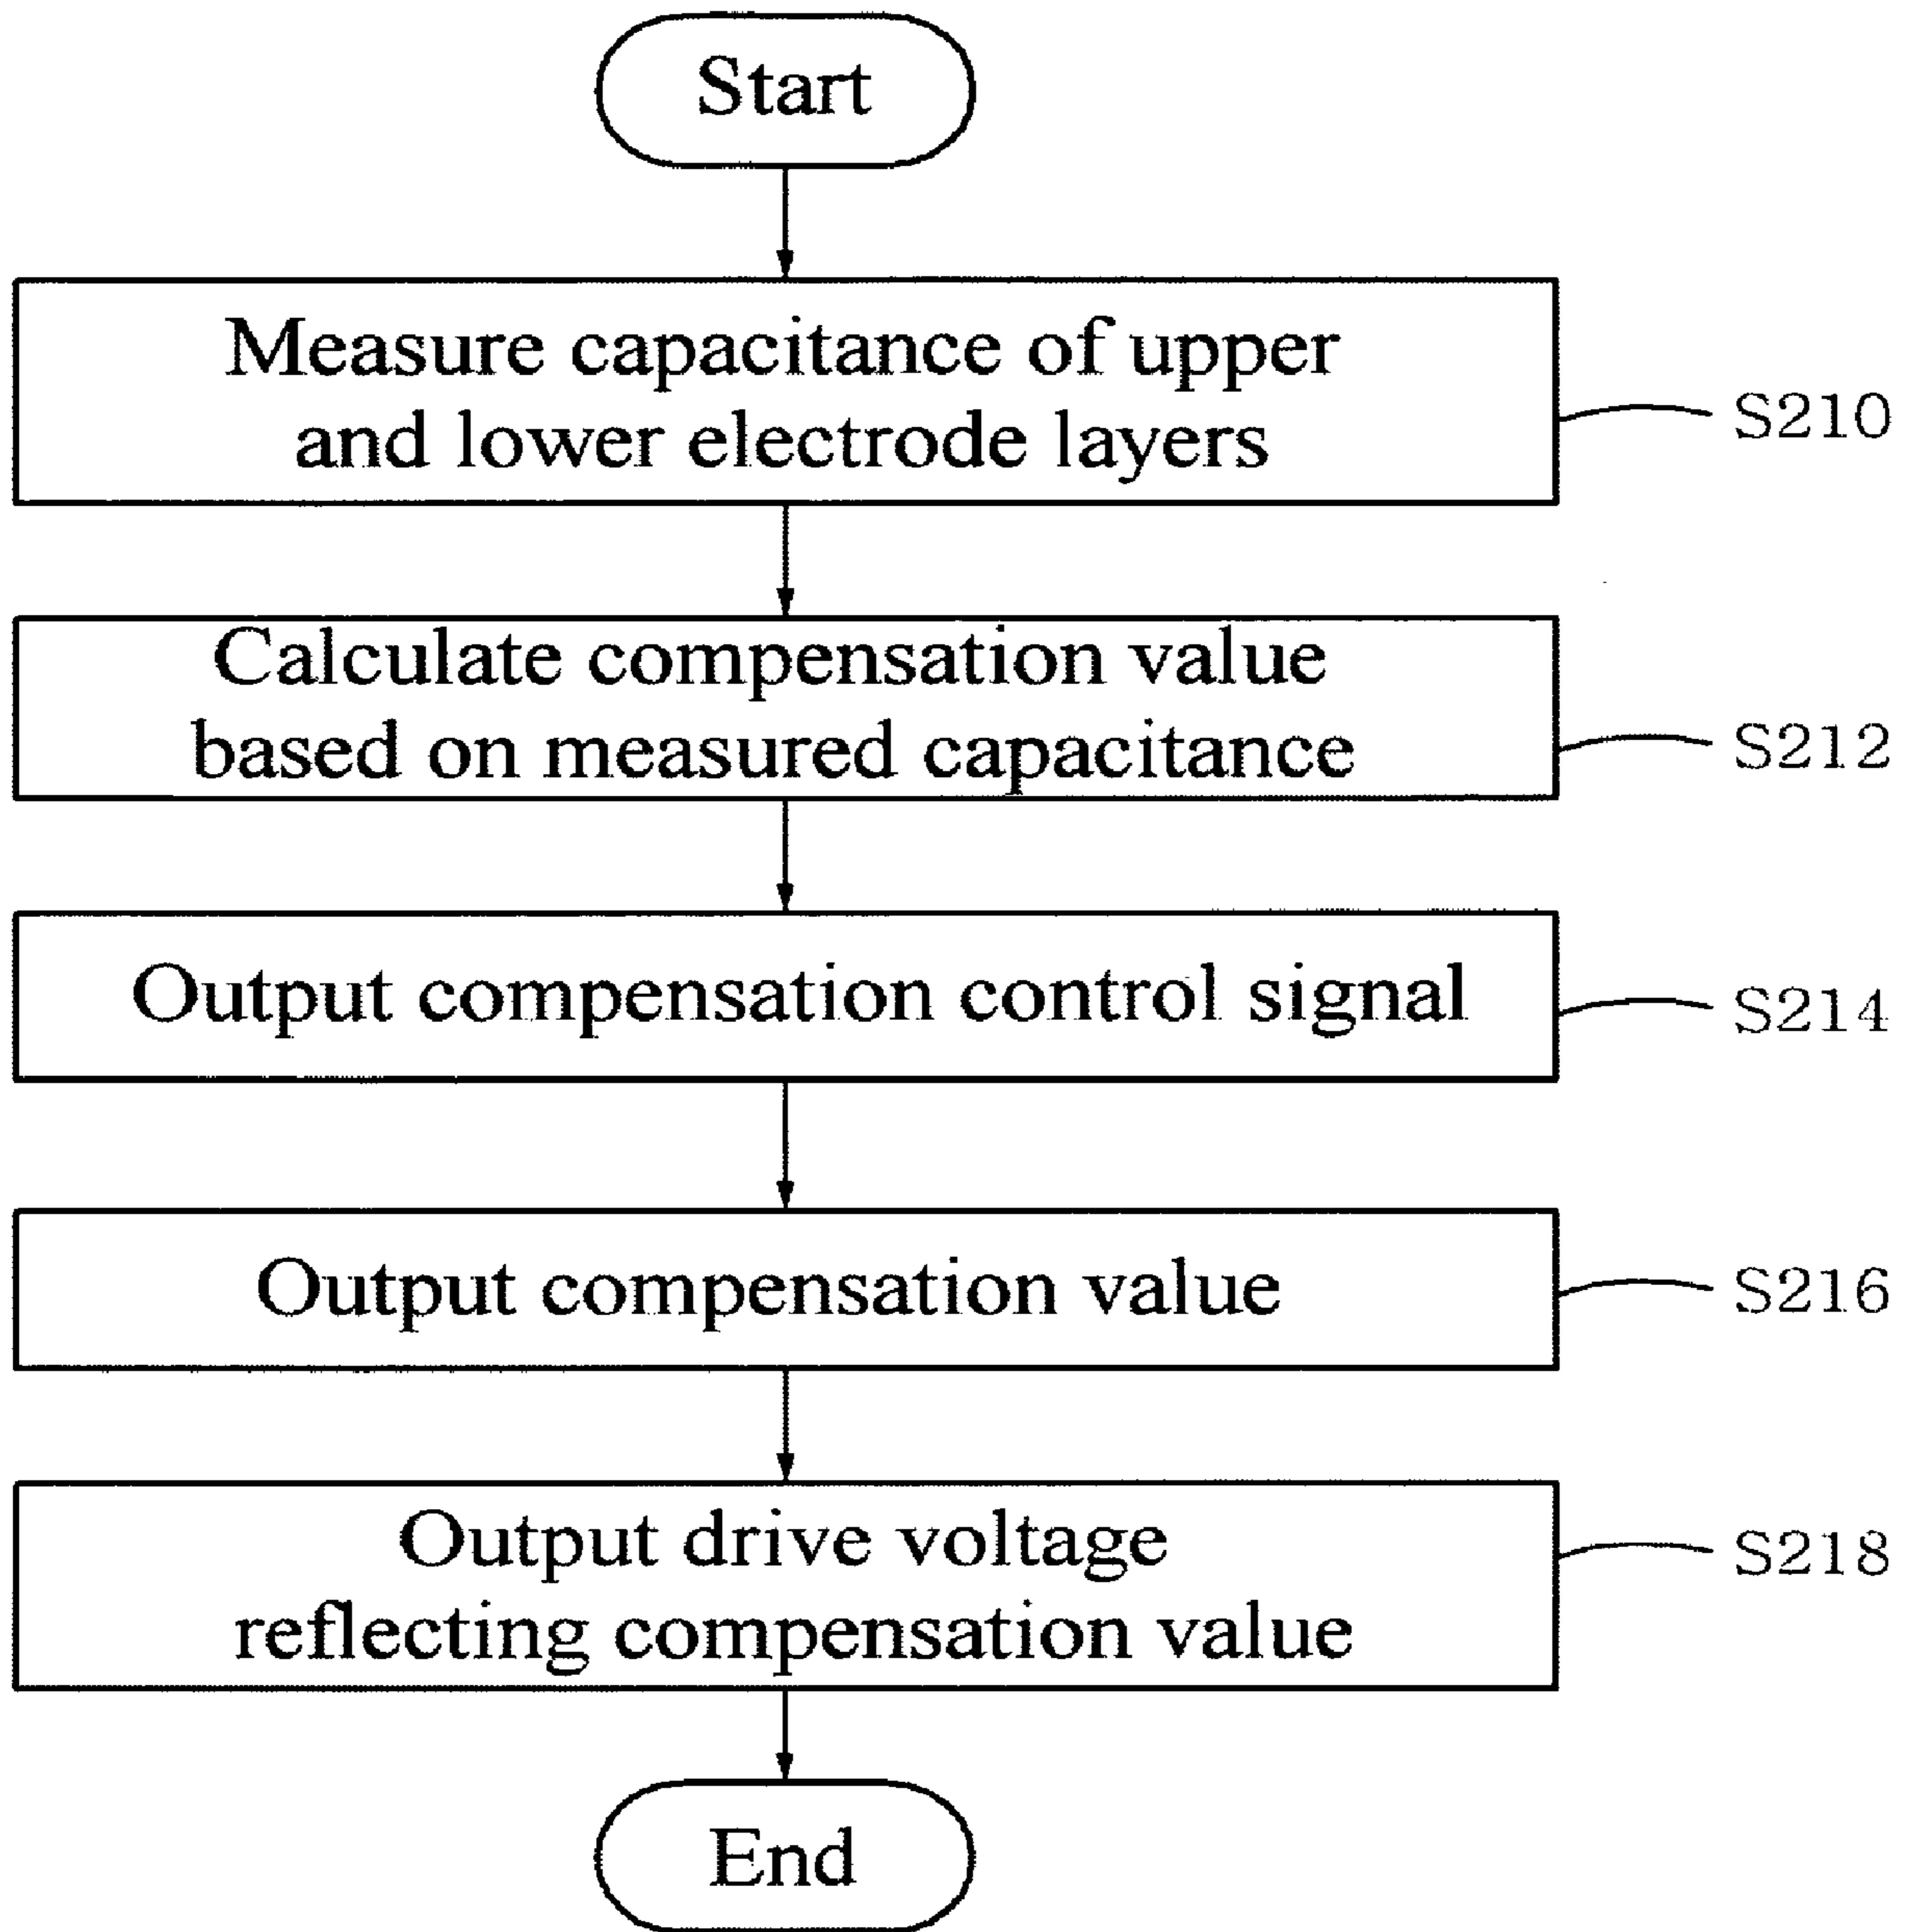 Start
Measure capacitance of upper
and lower electrode layers
S210
Calculate compensation value
based on measured capacitance
S212
Output compensation control signal
S214
Output compensation value
S216
Output drive voltage
reflecting compensation value
S218
End